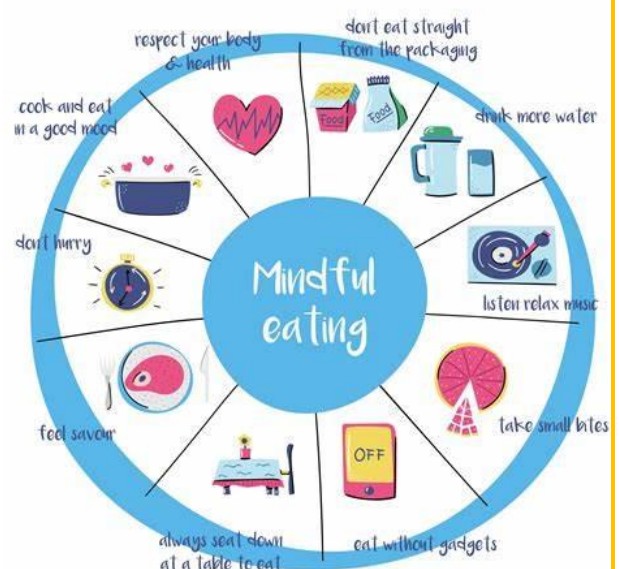 respect your body
& health
don't eat straight
from the packaging
Food
Food
drink more water
listen relax music
take small bites
OFF
eat without gadgets
always seat down
at a table to eat
feel savour
don't hurry
cook and eat
in a good mood
Mindful
eating